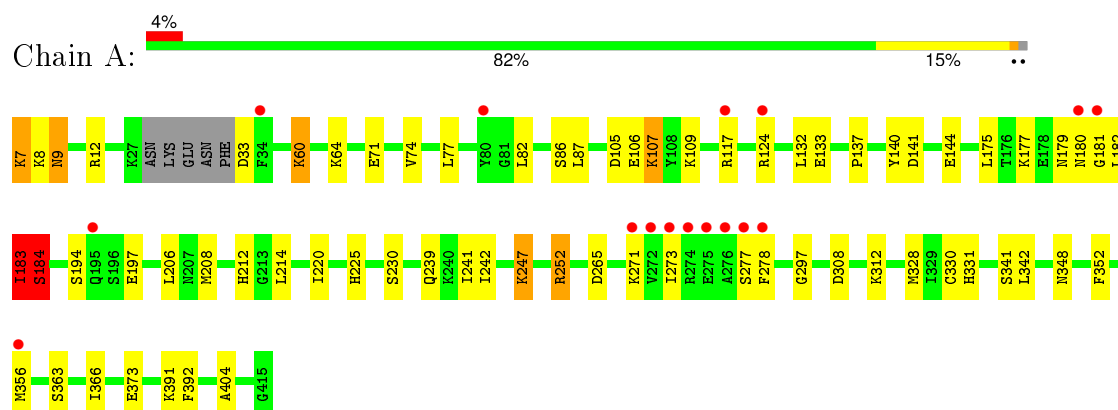 4%
Chain A:
82% 15% ••
K7 K8 N9 R12 K27 ASN LYS GLU ASN PHE D33 F34 K60 K64 E71 V74 L77 Y80 G81 L82 S86 L87 D105 E106 K107 Y108 K109 R117 R124 L132 E133 P137 Y140 D141 E144 L175 T176 K177 E178 N179 N180 G181 L182
I183 S184 S194 Q195 S196 E197 L206 N207 M208 H212 G213 L214 I220 H225 S230 Q239 K240 I241 I242 K247 R252 D265 K271 V272 I273 R274 E275 A276 S277 F278 G297 D308 K312 M328 I329 C330 H331 S341 L342 N348 F352
M356 S363 I366 E373 K391 F392 A404 G415